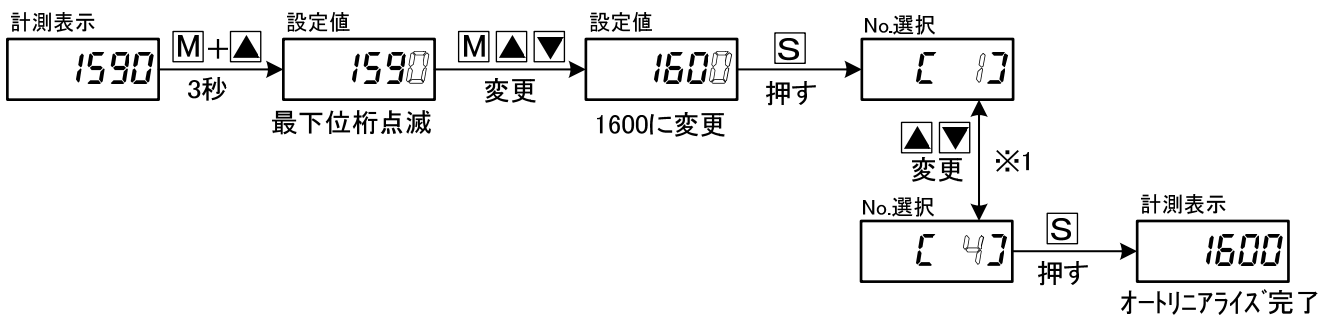 計測表示
1590
M+▲
3秒
設定値
1590
最下位桁点滅
M▲▼
変更
設定値
1600
1600に変更
S
押す
No.選択
[ 1]
▲▼
変更
※1
No.選択
[ 4]
S
押す
計測表示
1600
オートリニアライズ完了